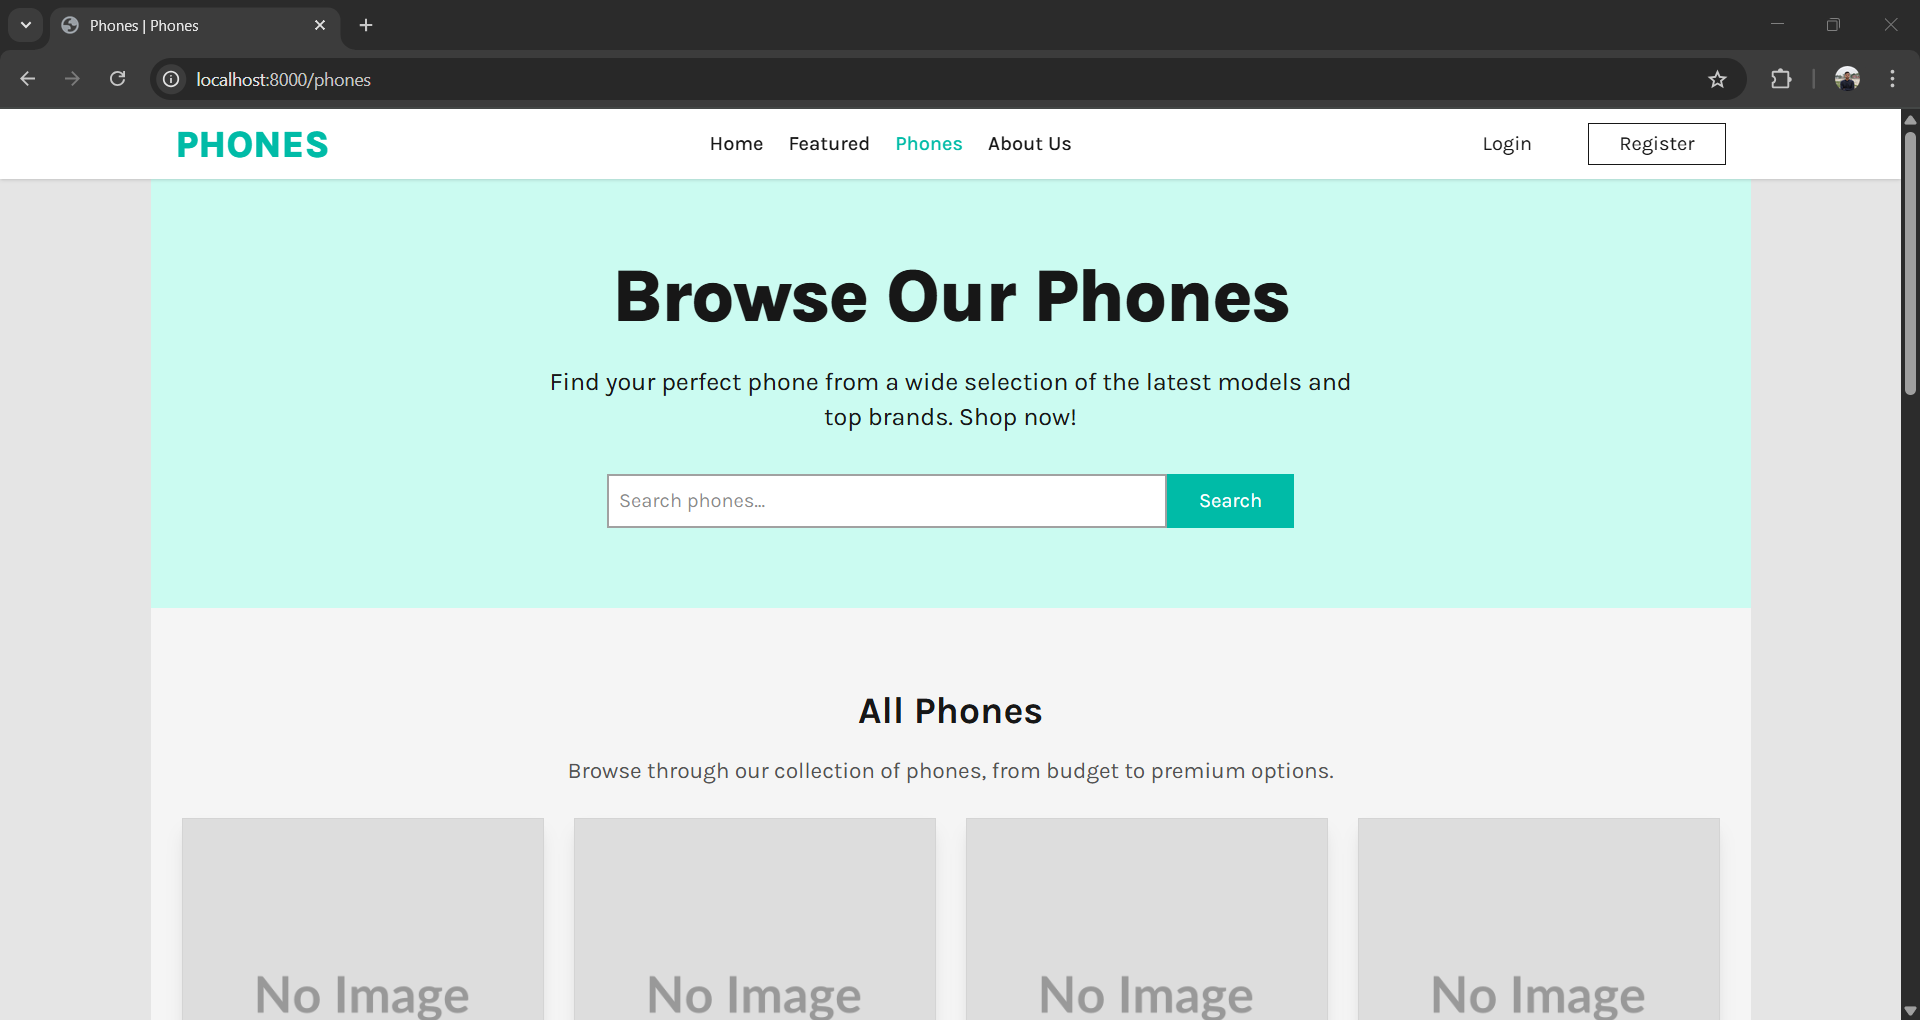 Phones | Phones
localhost:8000/phones
PHONES
Home Featured Phones About Us
Login Register
Browse Our Phones
Find your perfect phone from a wide selection of the latest models and
top brands. Shop now!
Search phones... Search
All Phones
Browse through our collection of phones, from budget to premium options.
No Image No Image No Image No Image